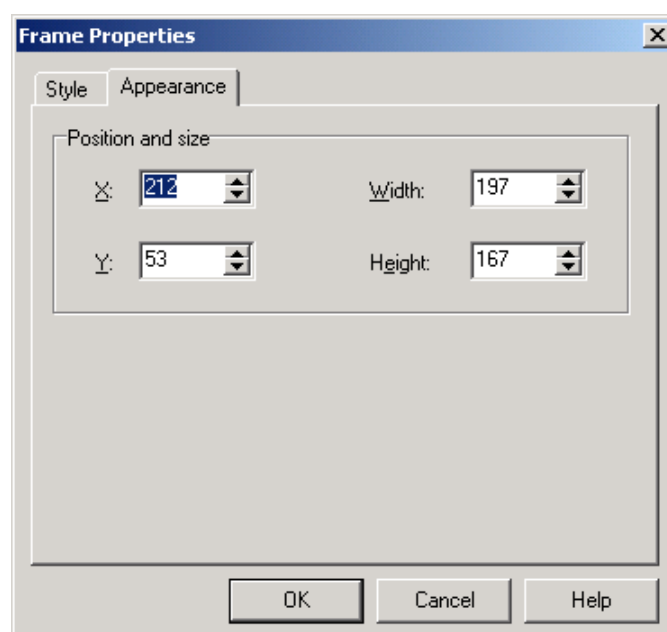 Frame Properties
Style Appearance
Position and size
X: 212 Width: 197
Y: 53 Height: 167
OK Cancel Help